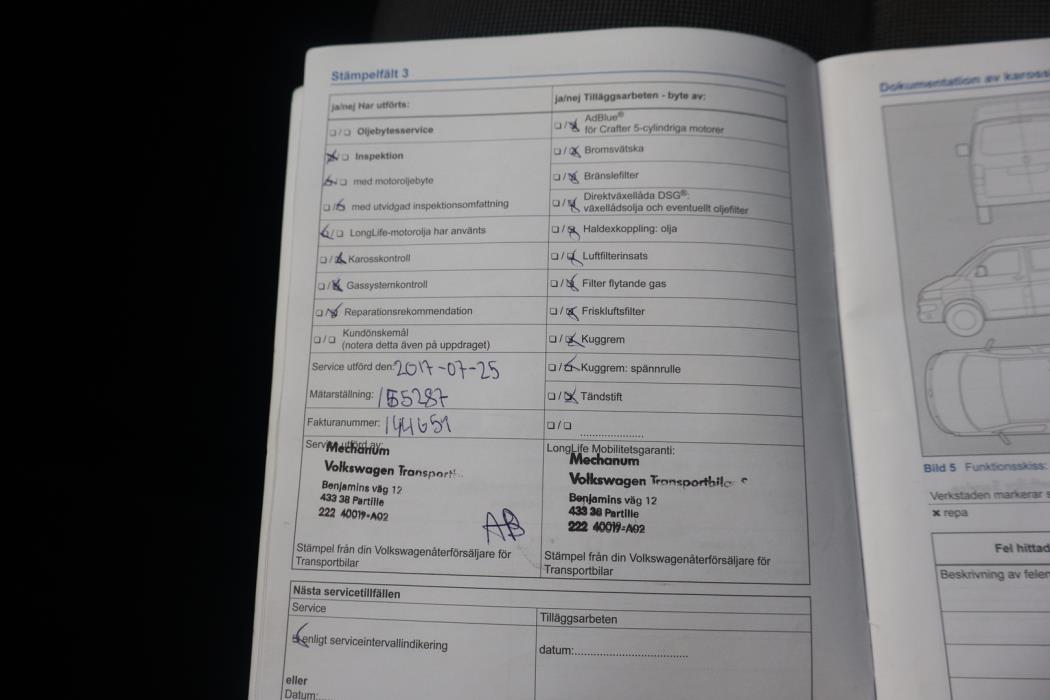 Stämpelfält 3
ja/nej Har utförts:
☐/☐ Oljebytesservice
☒/☐ Inspektion
☒/☐ med motoroljebyte
☐/☒ med utvidgad inspektionsomfattning
☒/☐ LongLife-motorolja har använts
☐/☒ Karosskontroll
☐/☒ Gassystemkontroll
☐/☒ Reparationsrekommendation
☐/☐ Kundönskemål
(notera detta även på uppdraget)
Service utförd den: 2017-07-25
Mätarställning: 155287
Fakturanummer: 144651
Service utförd av:
Mechanum
Volkswagen Transport
Benjamins väg 12
433 38 Partille
222 40019-A02
AB
Stämpel från din Volkswagenåterförsäljare för
Transportbilar
ja/nej Tilläggsarbeten - byte av:
☐/☒ AdBlue®
för Crafter 5-cylindriga motorer
☐/☒ Bromsvätska
☐/☒ Bränslefilter
☐/☒ Direktväxellåda DSG®:
växellådsolja och eventuellt oljefilter
☐/☒ Haldexkoppling: olja
☐/☒ Luftfilterinsats
☐/☒ Filter flytande gas
☐/☒ Friskluftsfilter
☐/☒ Kuggrem
☐/☒ Kuggrem: spännrulle
☐/☒ Tändstift
☐/☐ ......................
LongLife Mobilitetsgaranti:
Mechanum
Volkswagen Transportbilar
Benjamins väg 12
433 38 Partille
222 40019-A02
Stämpel från din Volkswagenåterförsäljare för
Transportbilar
Nästa servicetillfällen
Service
☒ enligt serviceintervallindikering
eller
Datum:....
Tilläggsarbeten
datum:..............................
Dokumentation av kaross
Bild 5 Funktionsskiss:
Verkstaden markerar s
× repa
Fel hittad
Beskrivning av felen